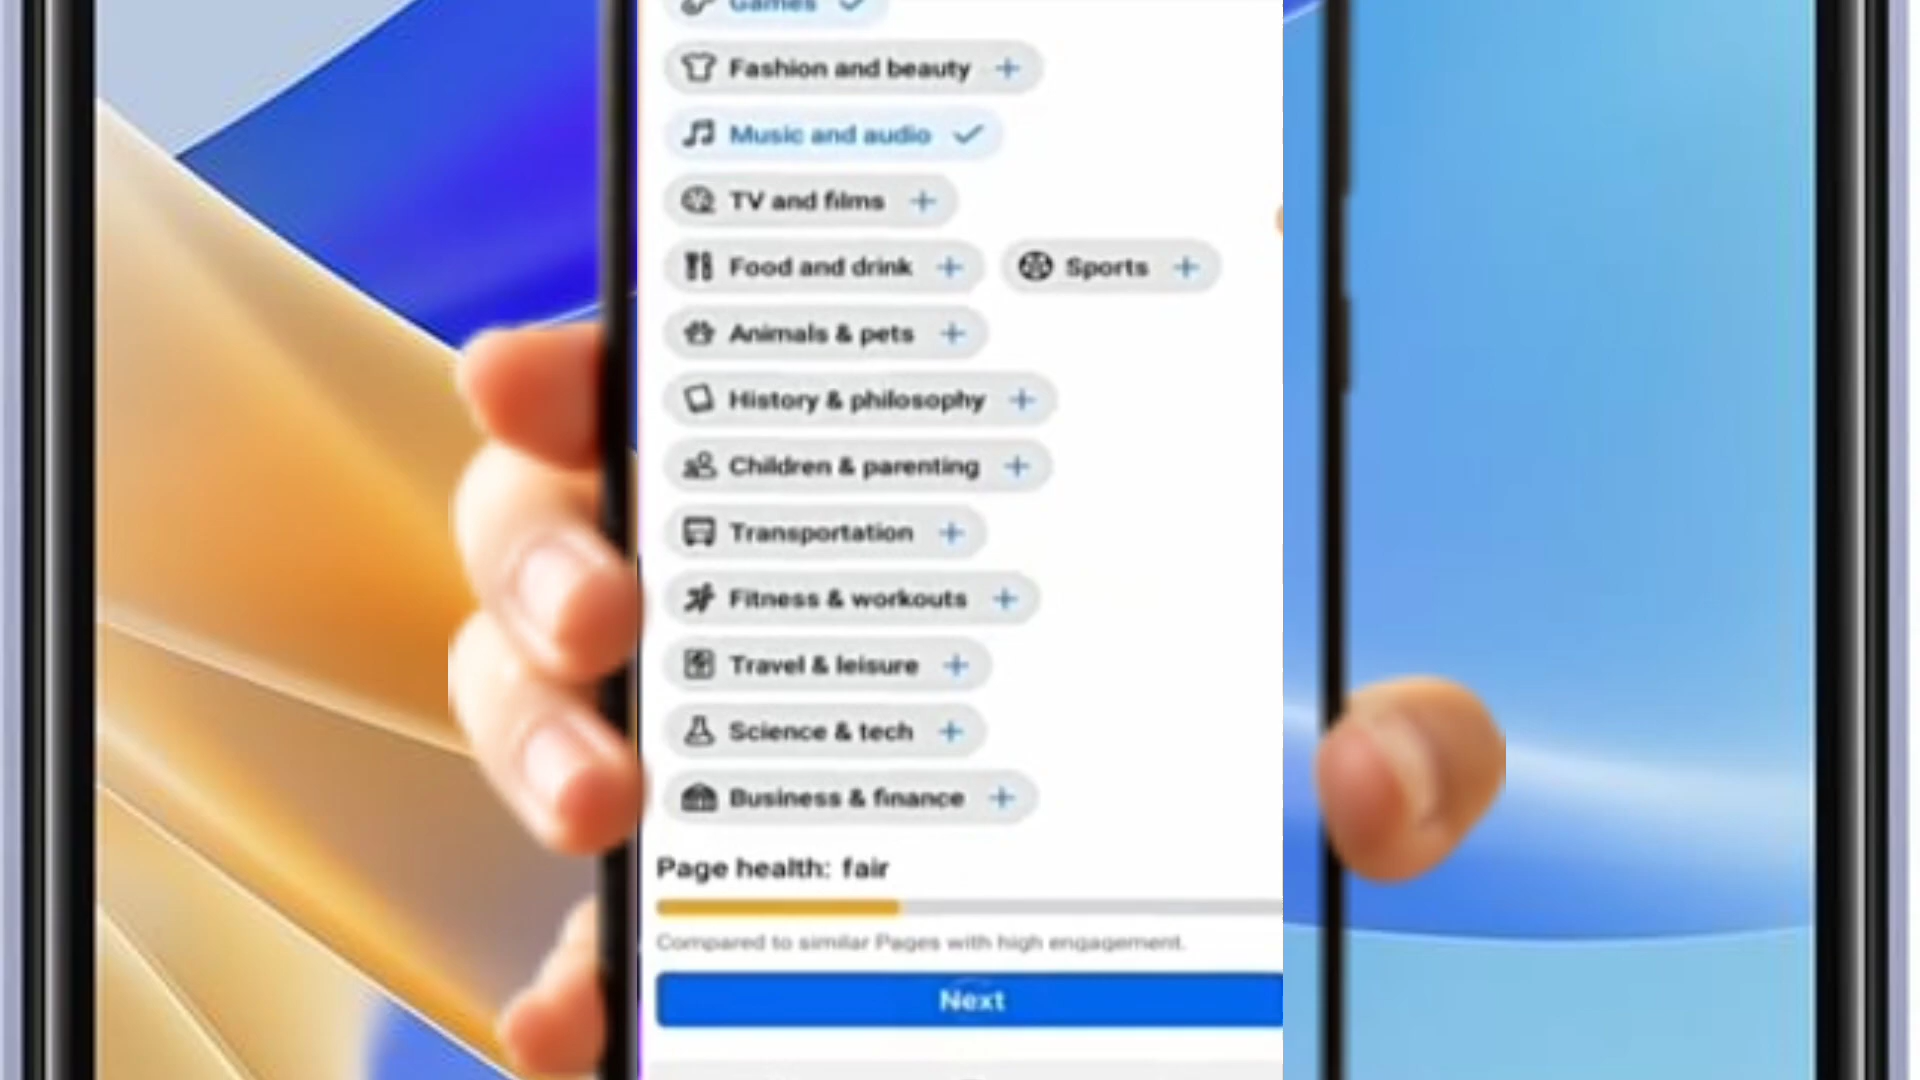 Games
Fashion and beauty
Music and audio
TV and films
Food and drink Sports
Animals & pets
History & philosophy
Children & parenting
Transportation
Fitness & workouts
Travel & leisure
Science & tech
Business & finance
Page health: fair
Compared to similar Pages with high engagement.
Next